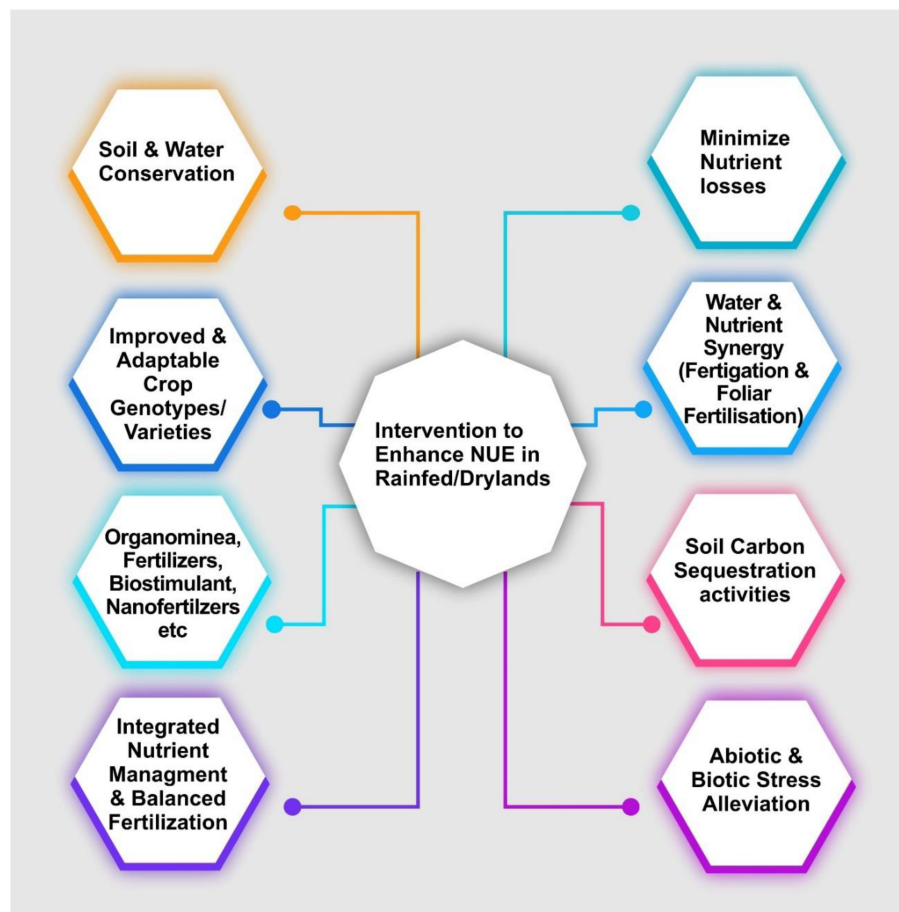 Soil & Water
Conservation
Minimize
Nutrient
losses
Improved &
Adaptable
Crop
Genotypes/
Varieties
Water &
Nutrient
Synergy
(Fertigation &
Foliar
Fertilisation)
Intervention to
Enhance NUE in
Rainfed/Drylands
Organominea,
Fertilizers,
Biostimulant,
Nanofertilzers
etc
Soil Carbon
Sequestration
activities
Integrated
Nutrient
Managment
& Balanced
Fertilization
Abiotic &
Biotic Stress
Alleviation